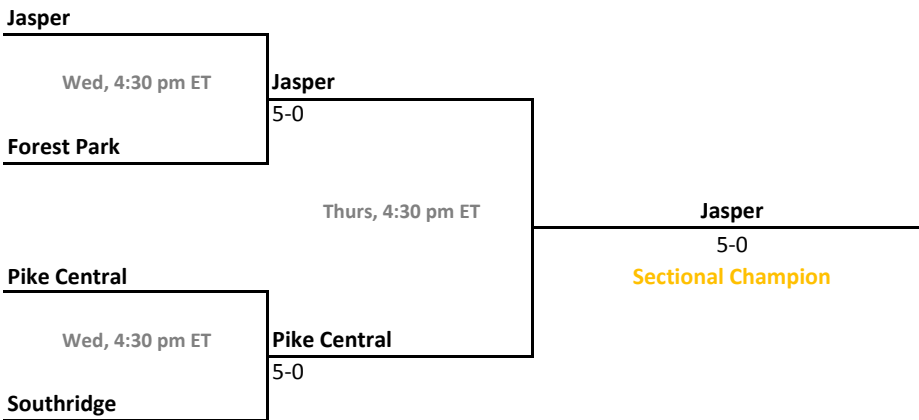 Jasper
Wed, 4:30 pm ET
Jasper
5-0
Forest Park
Thurs, 4:30 pm ET
Jasper
5-0
Sectional Champion
Pike Central
Wed, 4:30 pm ET
Pike Central
5-0
Southridge